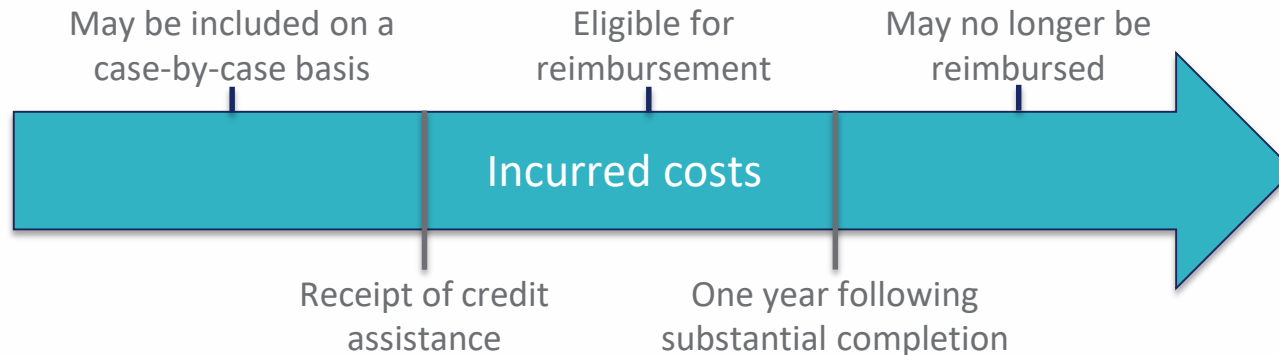 May be included on a
case-by-case basis
Eligible for
reimbursement
May no longer be
reimbursed
Incurred costs
Receipt of credit
assistance
One year following
substantial completion